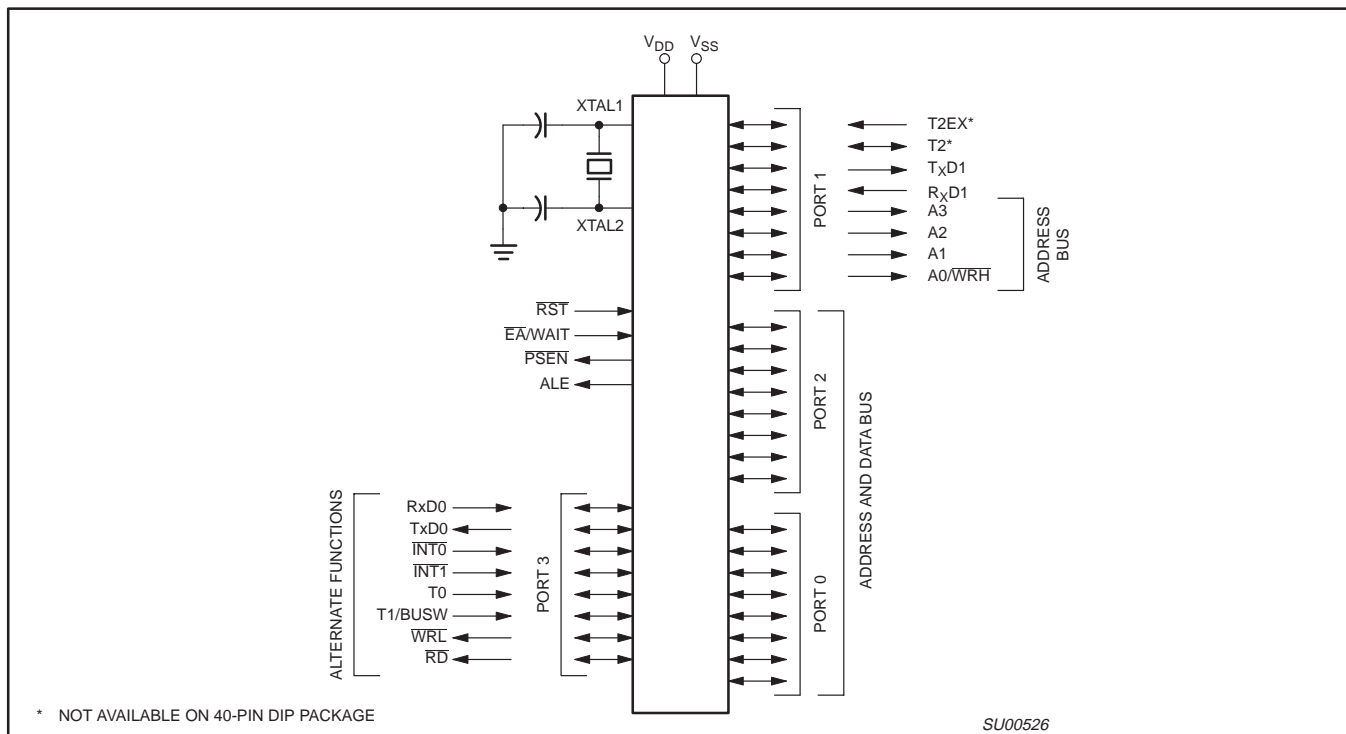 VDD VSS
XTAL1
XTAL2
RST
EA/WAIT
PSEN
ALE
PORT 1
T2EX*
T2*
TXD1
RXD1
A3
A2
A1
A0/WRH
ADDRESS
BUS
PORT 2
ADDRESS AND DATA BUS
PORT 0
ALTERNATE FUNCTIONS
RxD0
TxD0
INT0
INT1
T0
T1/BUSW
WRL
RD
PORT 3
* NOT AVAILABLE ON 40-PIN DIP PACKAGE
SU00526